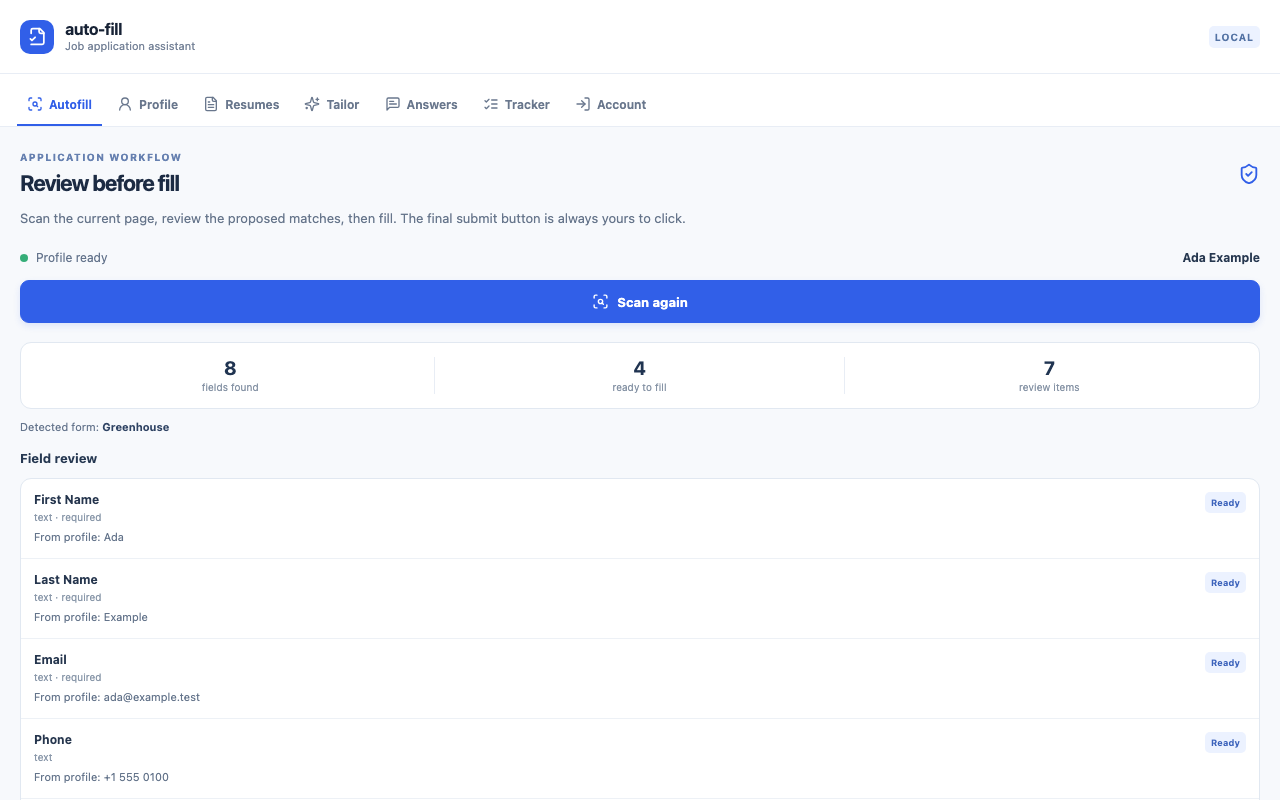 auto-fill
Job application assistant
LOCAL
Autofill
Profile
Resumes
Tailor
Answers
Tracker
Account
APPLICATION WORKFLOW
Review before fill
Scan the current page, review the proposed matches, then fill. The final submit button is always yours to click.
Profile ready
Ada Example
Scan again
8
fields found
4
ready to fill
7
review items
Detected form: Greenhouse
Field review
First Name
Ready
text · required
From profile: Ada
Last Name
Ready
text · required
From profile: Example
Email
Ready
text · required
From profile: ada@example.test
Phone
Ready
text
From profile: +1 555 0100